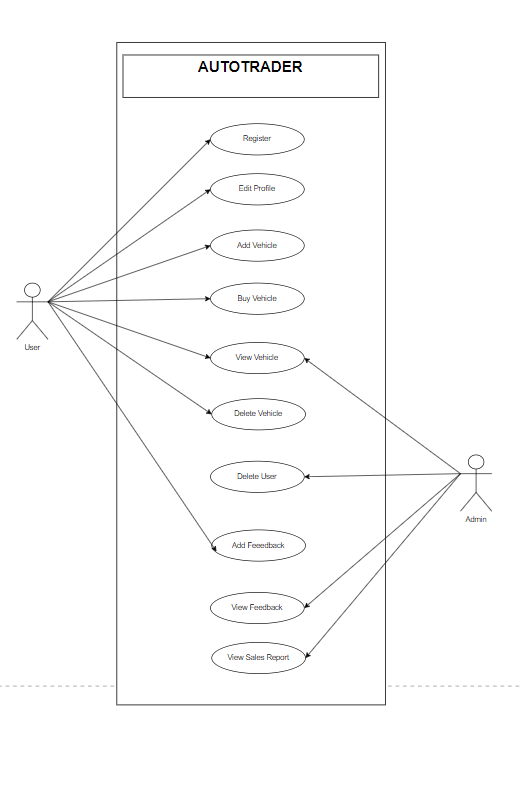 AUTOTRADER
Register
Edit Profile
Add Vehicle
Buy Vehicle
User
View Vehicle
Delete Vehicle
Delete User
Admin
Add Feeedback
View Feedback
View Sales Report